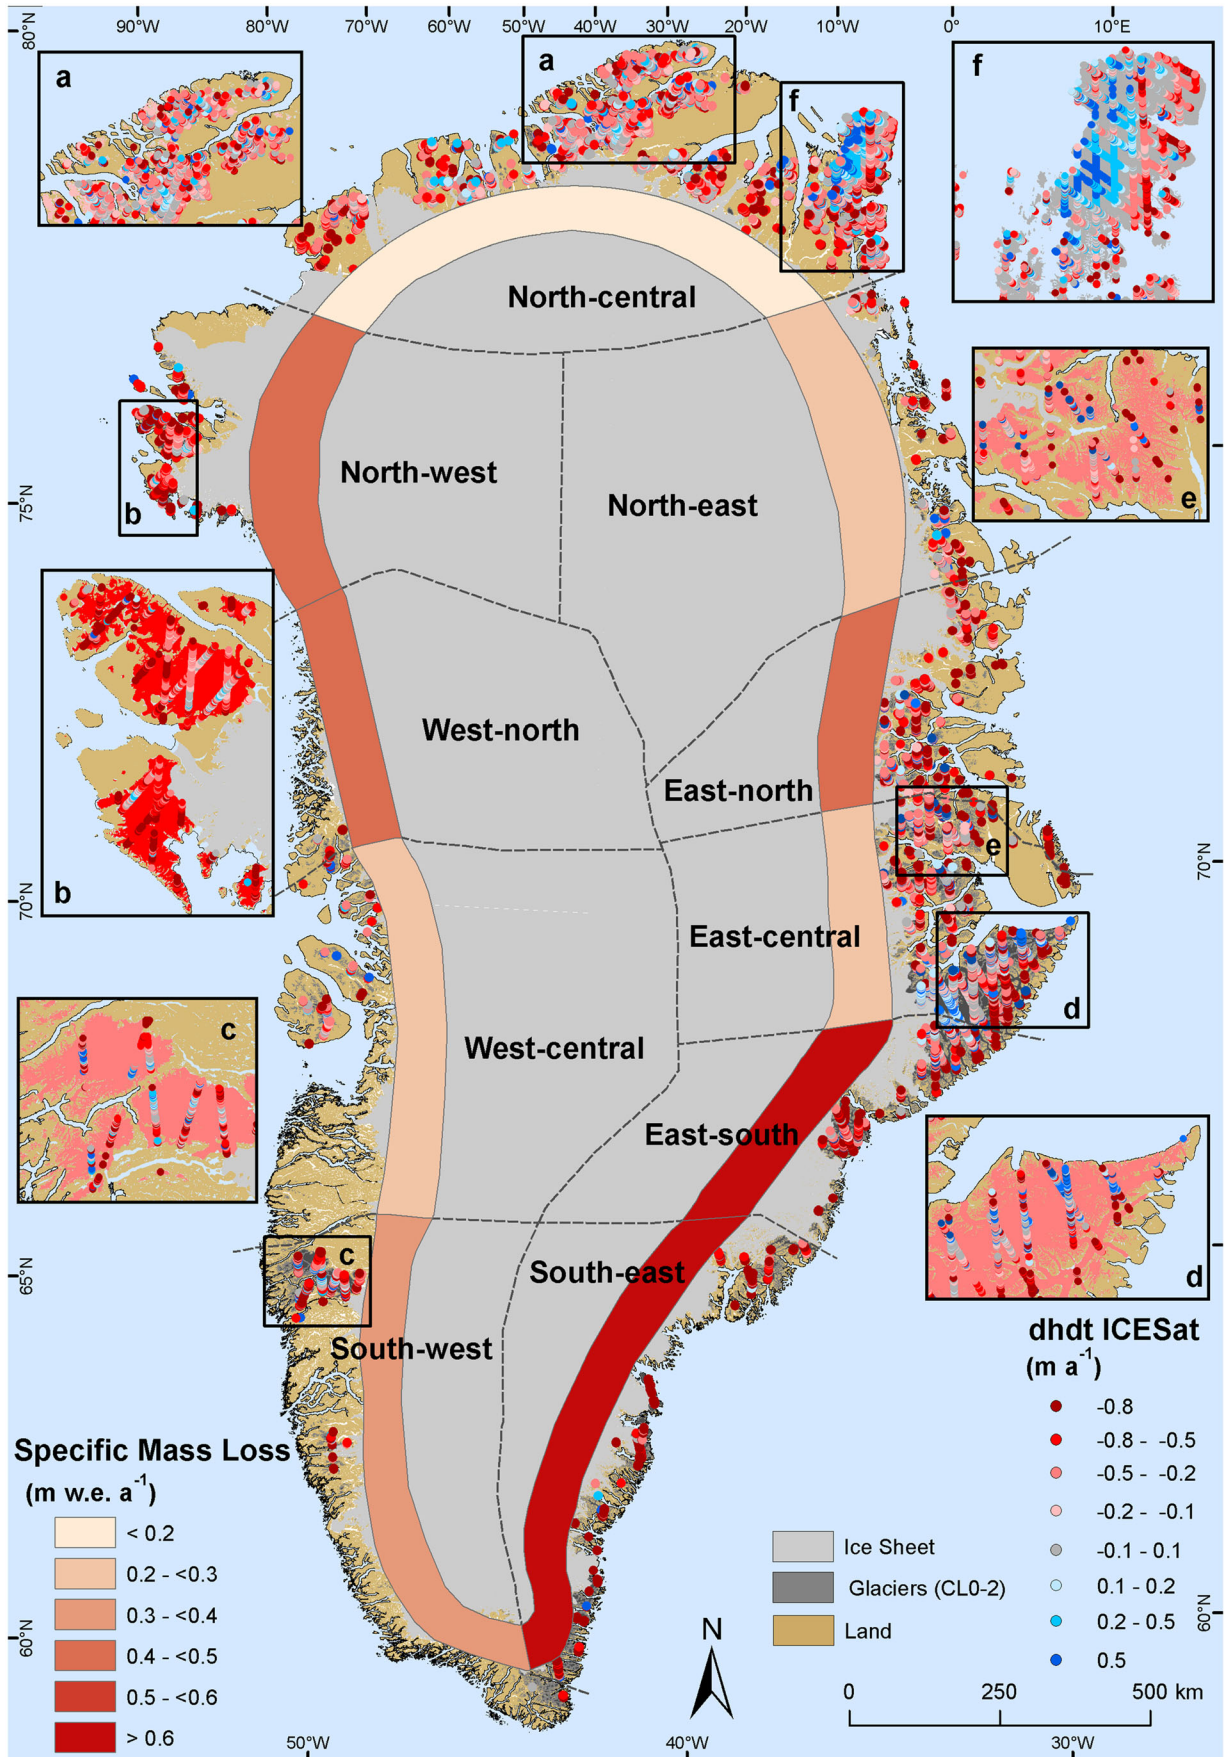 90°W 80°W 70°W 60°W 50°W 40°W 30°W 20°W 10°W 0° 10°E
80°N
a
a
f
f
North-central
North-west
North-east
b
75°N
e
b
West-north
East-north
e
70°N
70°N
East-central
d
c
West-central
East-south
c
South-east
65°N
d
South-west
dhdt ICESat
(m a⁻¹)
-0.8
-0.8 - -0.5
-0.5 - -0.2
-0.2 - -0.1
-0.1 - 0.1
0.1 - 0.2
0.2 - 0.5
0.5
Specific Mass Loss
(m w.e. a⁻¹)
< 0.2
0.2 - <0.3
0.3 - <0.4
0.4 - <0.5
0.5 - <0.6
> 0.6
Ice Sheet
Glaciers (CL0-2)
Land
60°N
60°N
N
0 250 500 km
50°W 40°W 30°W